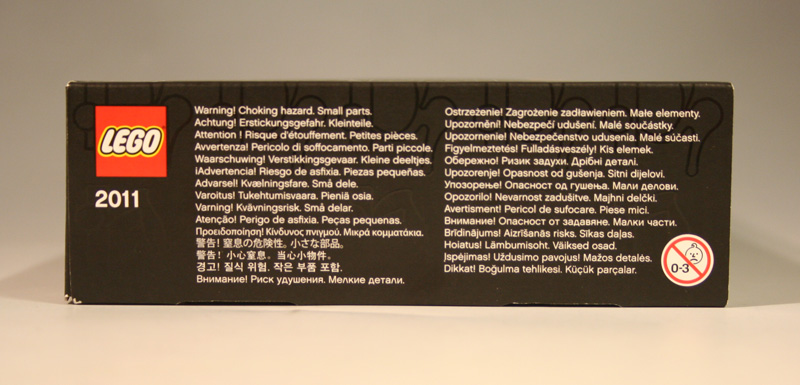 LEGO
2011
Warning! Choking hazard. Small parts.
Achtung! Erstickungsgefahr. Kleinteile.
Attention ! Risque d'étouffement. Petites pièces.
Avvertenza! Pericolo di soffocamento. Parti piccole.
Waarschuwing! Verstikkingsgevaar. Kleine deeltjes.
¡Advertencia! Riesgo de asfixia. Piezas pequeñas.
Advarsel! Kvælningsfare. Små dele.
Varoitus! Tukehtumisvaara. Pieniä osia.
Varning! Kvävningsrisk. Små delar.
Atenção! Perigo de asfixia. Peças pequenas.
Προειδοποίηση! Κίνδυνος πνιγμού. Μικρά κομματάκια.
警告! 窒息の危険性。小さな部品。
警告! 小心窒息。当心小物件。
경고! 질식 위험. 작은 부품 포함.
Внимание! Риск удушения. Мелкие детали.
Ostrzeżenie! Zagrożenie zadławieniem. Małe elementy.
Upozornění! Nebezpečí udušení. Malé součástky.
Upozornenie! Nebezpečenstvo udusenia. Malé súčasti.
Figyelmeztetés! Fulladásveszély! Kis elemek.
Обережно! Ризик задухи. Дрібні деталі.
Upozorenje! Opasnost od gušenja. Sitni dijelovi.
Упозорење! Опасност од гушења. Мали делови.
Opozorilo! Nevarnost zadušitve. Majhni delčki.
Avertisment! Pericol de sufocare. Piese mici.
Внимание! Опасност от задавяне. Малки части.
Brīdinājums! Aizrīšanās risks. Sīkas daļas.
Hoiatus! Lämbumisoht. Väiksed osad.
Įspėjimas! Uždusimo pavojus! Mažos detalės.
Dikkat! Boğulma tehlikesi. Küçük parçalar.
0-3